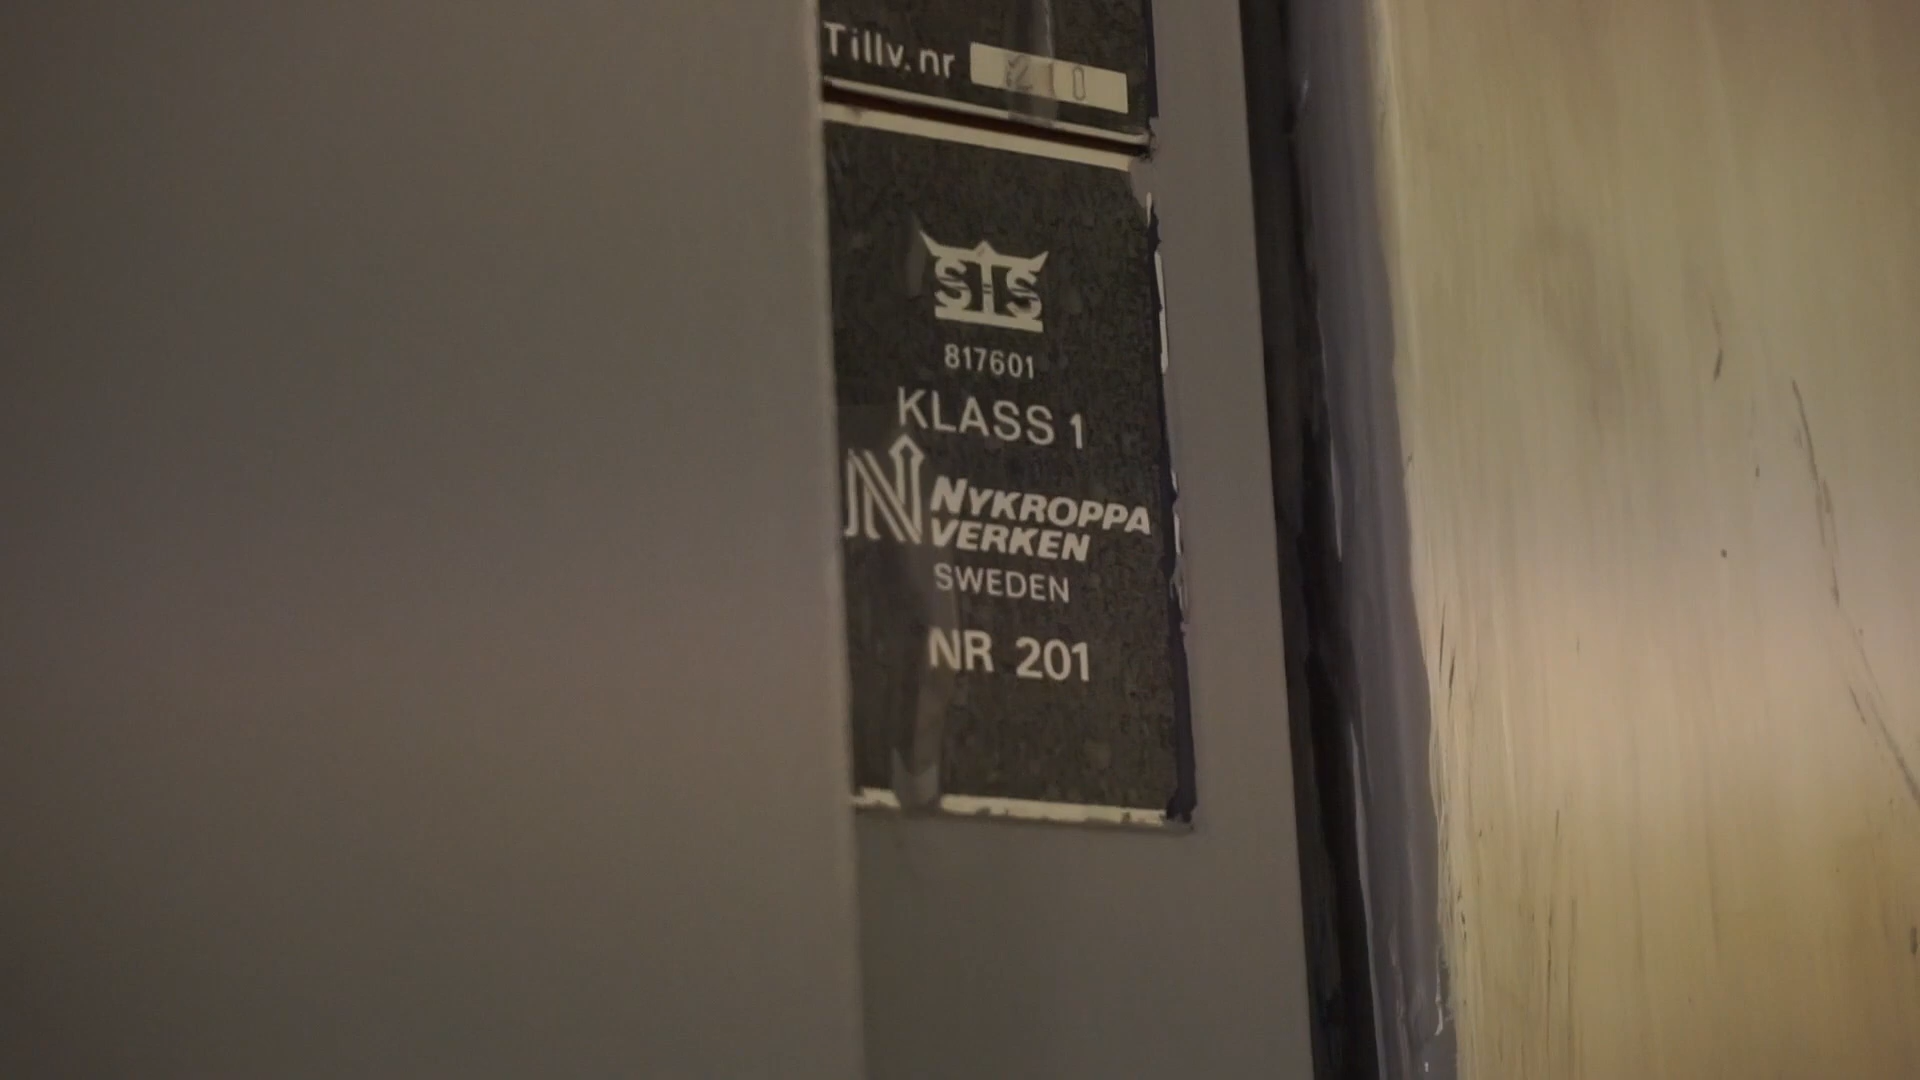 Tillv.nr
SIS
817601
KLASS 1
N NYKROPPA
VERKEN
SWEDEN
NR 201